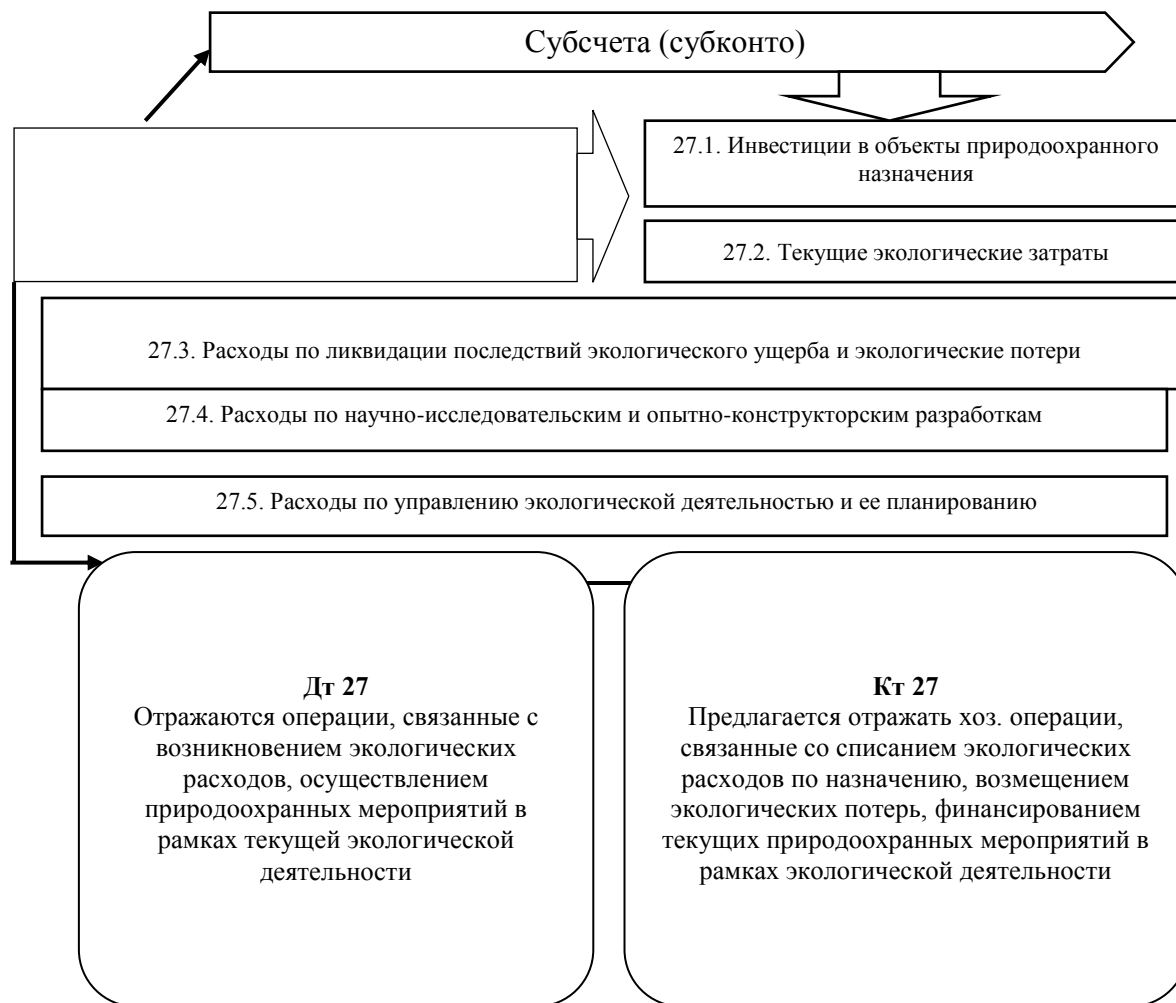 Субсчета (субконто)
27.1. Инвестиции в объекты природоохранного
назначения
27.2. Текущие экологические затраты
27.3. Расходы по ликвидации последствий экологического ущерба и экологические потери
27.4. Расходы по научно-исследовательским и опытно-конструкторским разработкам
27.5. Расходы по управлению экологической деятельностью и ее планированию
Дт 27
Отражаются операции, связанные с
возникновением экологических
расходов, осуществлением
природоохранных мероприятий в
рамках текущей экологической
деятельности
Кт 27
Предлагается отражать хоз. операции,
связанные со списанием экологических
расходов по назначению, возмещением
экологических потерь, финансированием
текущих природоохранных мероприятий в
рамках экологической деятельности